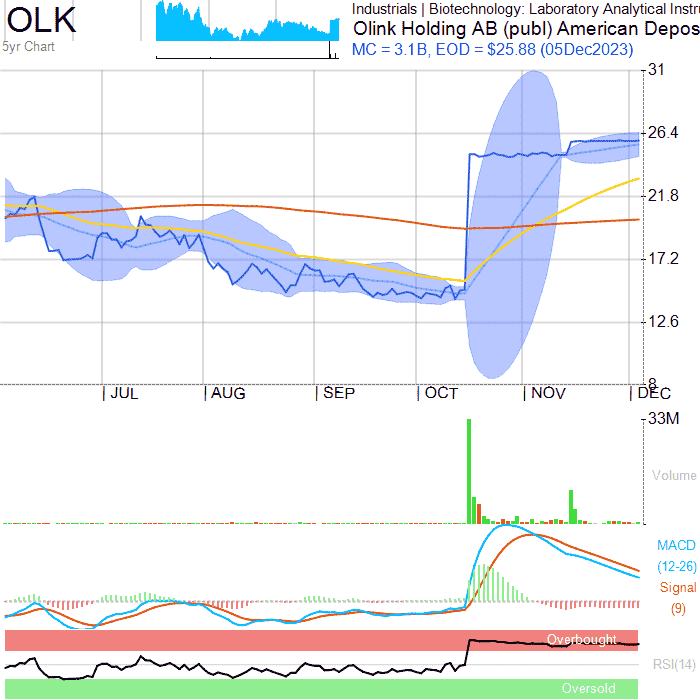 OLK
Industrials | Biotechnology: Laboratory Analytical Instru
Olink Holding AB (publ) American Depos
5yr Chart
MC = 3.1B, EOD = $25.88 (05Dec2023)
31
26.4
21.8
17.2
12.6
8
JUL AUG SEP OCT NOV DEC
33M
Volume
MACD
(12-26)
Signal
(9)
Overbought
RSI(14)
Oversold